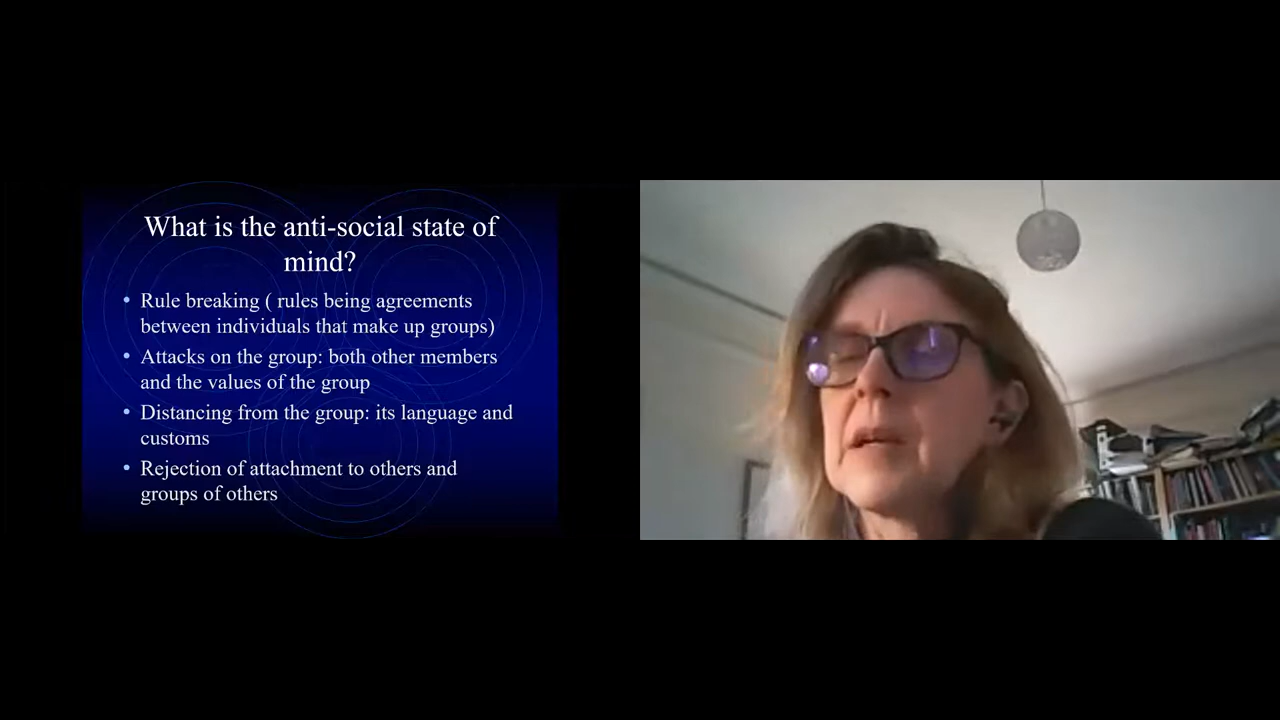 What is the anti-social state of
mind?
• Rule breaking ( rules being agreements
between individuals that make up groups)
• Attacks on the group: both other members
and the values of the group
• Distancing from the group: its language and
customs
• Rejection of attachment to others and
groups of others